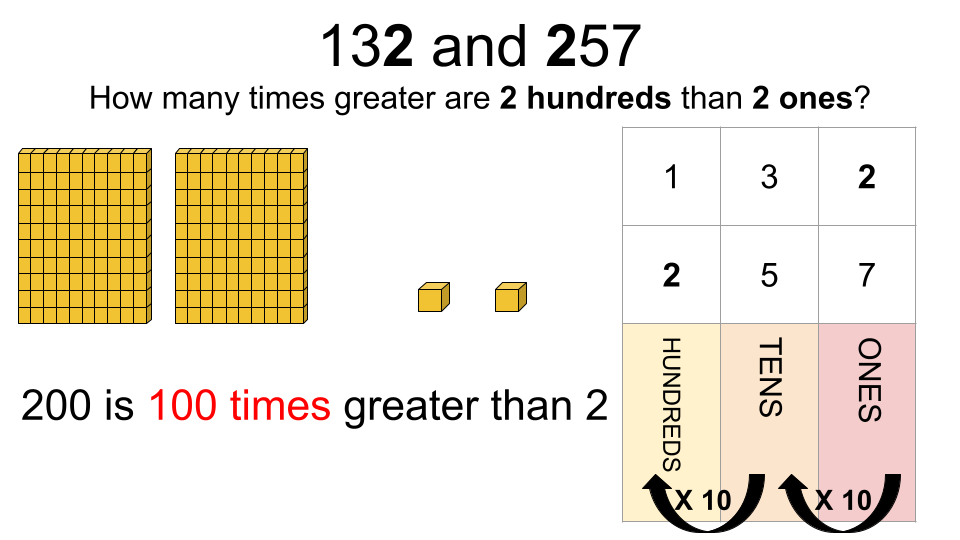 132 and 257
How many times greater are 2 hundreds than 2 ones?
1 3 2
2 5 7
HUNDREDS TENS ONES
200 is 100 times greater than 2
X 10 X 10